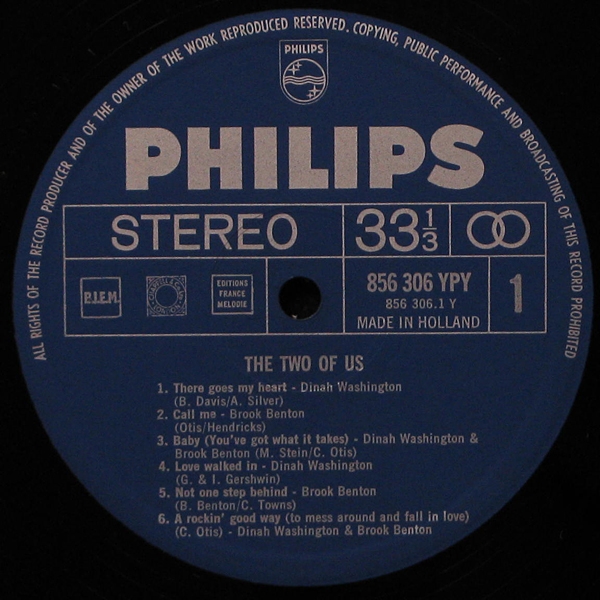 ALL RIGHTS OF THE RECORD PRODUCER AND OF THE OWNER OF THE WORK REPRODUCED RESERVED. COPYING, PUBLIC PERFORMANCE AND BROADCASTING OF THIS RECORD PROHIBITED
PHILIPS
PHILIPS
STEREO
33 1/3
B.I.E.M.
EDITIONS
FRANCE
MELODIE
856 306 YPY
856 306.1 Y
MADE IN HOLLAND
1
THE TWO OF US
1. There goes my heart - Dinah Washington
(B. Davis/A. Silver)
2. Call me - Brook Benton
(Otis/Hendricks)
3. Baby (You've got what it takes) - Dinah Washington &
Brook Benton (M. Stein/C. Otis)
4. Love walked in - Dinah Washington
(G. & I. Gershwin)
5. Not one step behind - Brook Benton
(B. Benton/C. Towns)
6. A rockin' good way (to mess around and fall in love)
(C. Otis) - Dinah Washington & Brook Benton